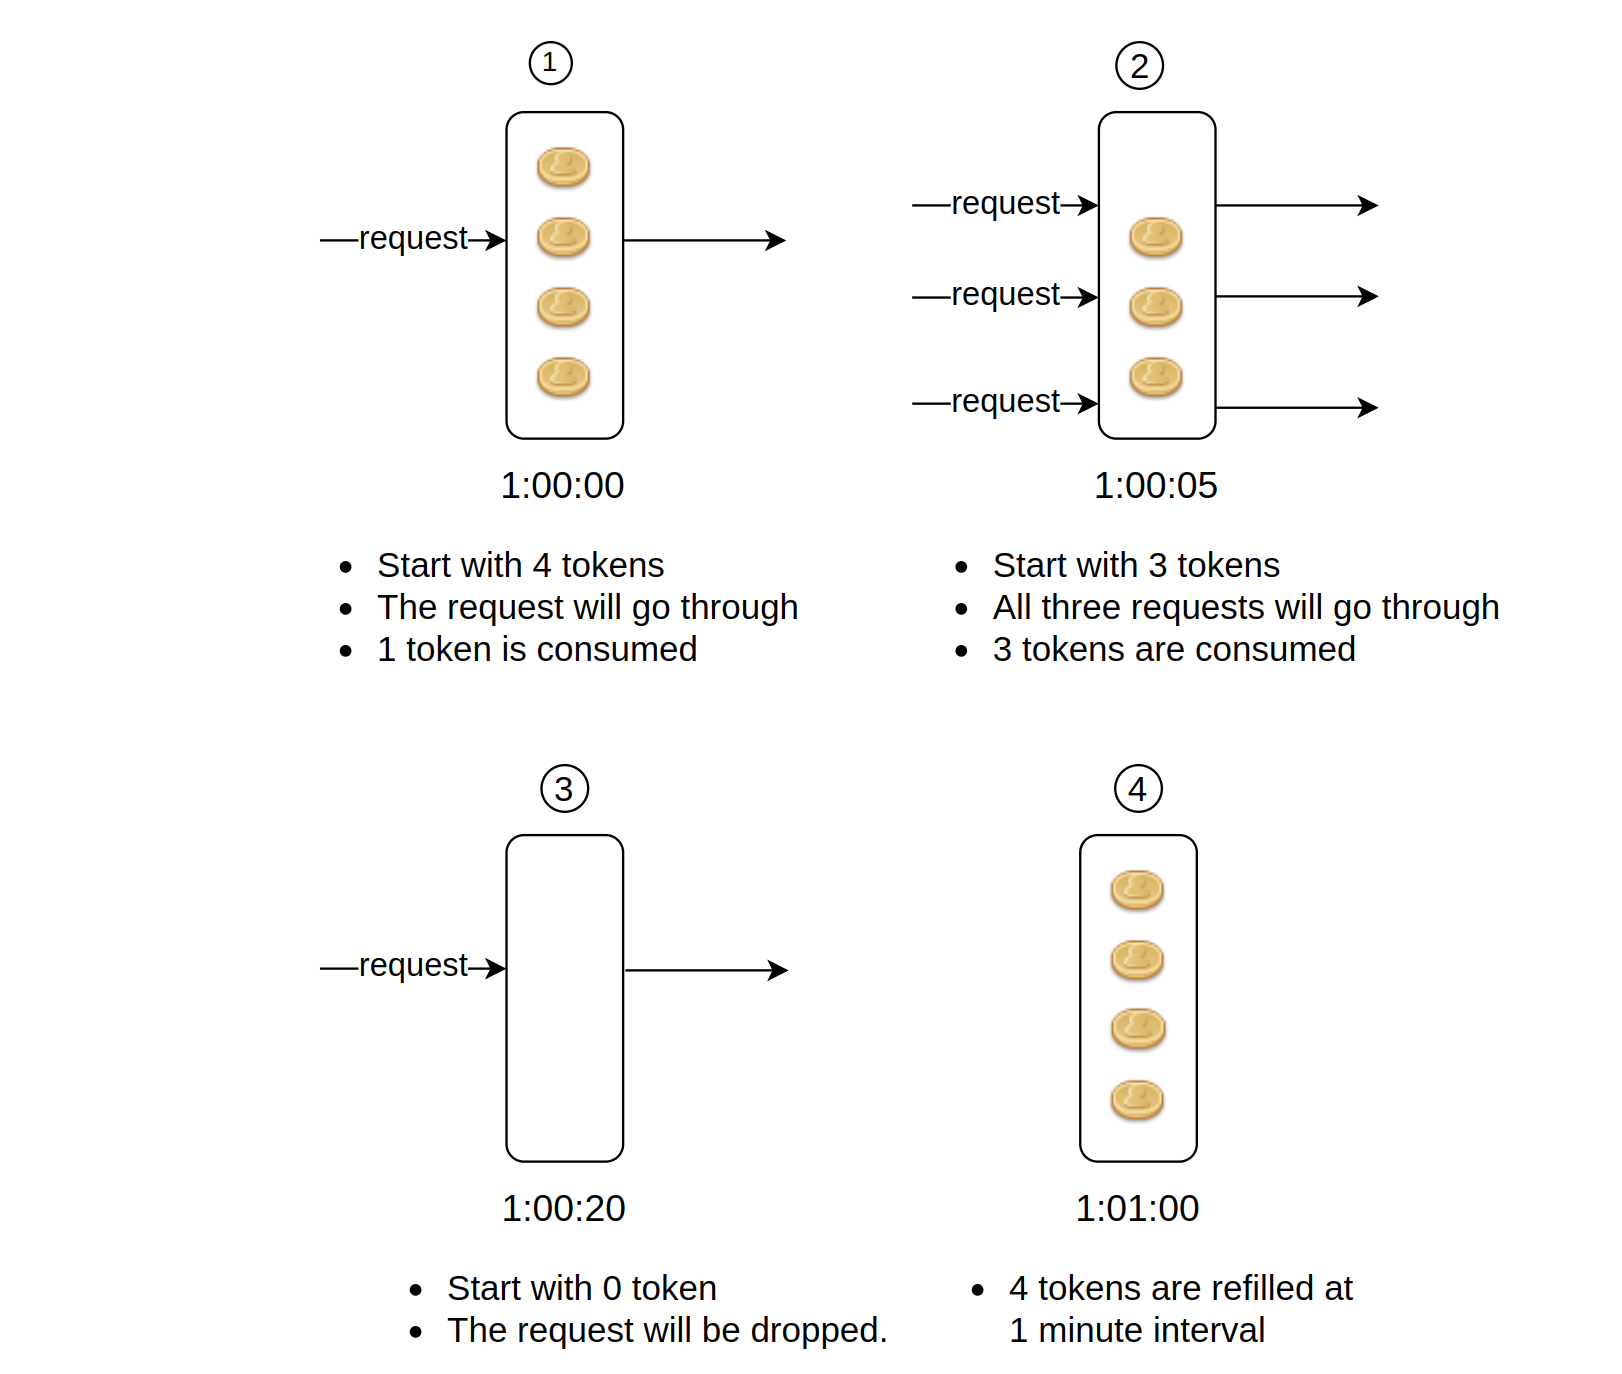 1
request
1:00:00
Start with 4 tokens
The request will go through
1 token is consumed
2
request
request
request
1:00:05
Start with 3 tokens
All three requests will go through
3 tokens are consumed
3
request
1:00:20
Start with 0 token
The request will be dropped.
4
1:01:00
4 tokens are refilled at
1 minute interval